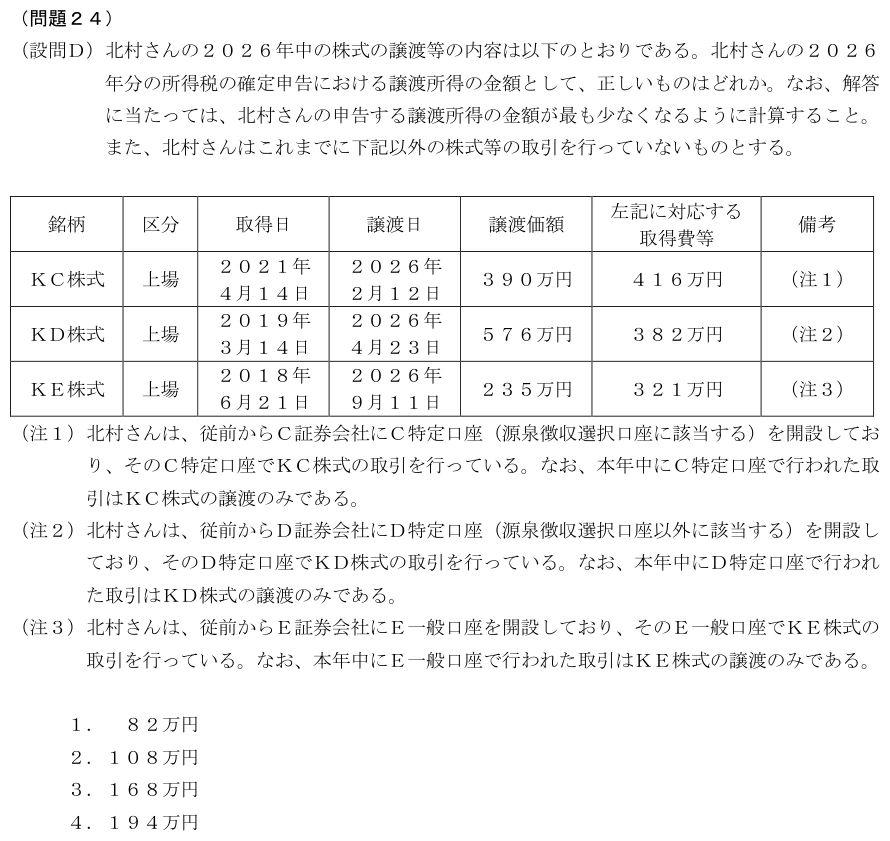 （問題２４）
（設問Ｄ）北村さんの２０２６年中の株式の譲渡等の内容は以下のとおりである。北村さんの２０２６
年分の所得税の確定申告における譲渡所得の金額として、正しいものはどれか。なお、解答
に当たっては、北村さんの申告する譲渡所得の金額が最も少なくなるように計算すること。
また、北村さんはこれまでに下記以外の株式等の取引を行っていないものとする。
銘柄 区分 取得日 譲渡日 譲渡価額 左記に対応する 備考
取得費等
ＫＣ株式 上場 ２０２１年 ２０２６年 ３９０万円 ４１６万円 （注１）
４月１４日 ２月１２日
ＫＤ株式 上場 ２０１９年 ２０２６年 ５７６万円 ３８２万円 （注２）
３月１４日 ４月２３日
ＫＥ株式 上場 ２０１８年 ２０２６年 ２３５万円 ３２１万円 （注３）
６月２１日 ９月１１日
（注１）北村さんは、従前からＣ証券会社にＣ特定口座（源泉徴収選択口座に該当する）を開設してお
り、そのＣ特定口座でＫＣ株式の取引を行っている。なお、本年中にＣ特定口座で行われた取
引はＫＣ株式の譲渡のみである。
（注２）北村さんは、従前からＤ証券会社にＤ特定口座（源泉徴収選択口座以外に該当する）を開設し
ており、そのＤ特定口座でＫＤ株式の取引を行っている。なお、本年中にＤ特定口座で行われ
た取引はＫＤ株式の譲渡のみである。
（注３）北村さんは、従前からＥ証券会社にＥ一般口座を開設しており、そのＥ一般口座でＫＥ株式の
取引を行っている。なお、本年中にＥ一般口座で行われた取引はＫＥ株式の譲渡のみである。
１．　８２万円
２．１０８万円
３．１６８万円
４．１９４万円